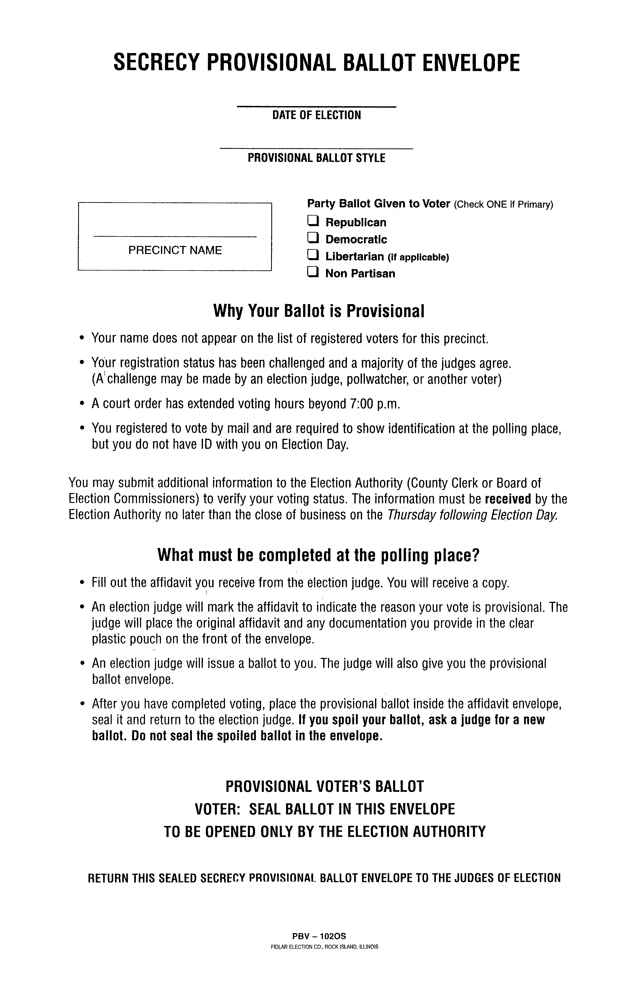 SECRECY PROVISIONAL BALLOT ENVELOPE
DATE OF ELECTION
PROVISIONAL BALLOT STYLE
PRECINCT NAME
Party Ballot Given to Voter (Check ONE if Primary)
Republican
Democratic
Libertarian (if applicable)
Non Partisan
Why Your Ballot is Provisional
• Your name does not appear on the list of registered voters for this precinct.
• Your registration status has been challenged and a majority of the judges agree.
(A challenge may be made by an election judge, pollwatcher, or another voter)
• A court order has extended voting hours beyond 7:00 p.m.
• You registered to vote by mail and are required to show identification at the polling place,
but you do not have ID with you on Election Day.
You may submit additional information to the Election Authority (County Clerk or Board of
Election Commissioners) to verify your voting status. The information must be received by the
Election Authority no later than the close of business on the Thursday following Election Day.
What must be completed at the polling place?
• Fill out the affidavit you receive from the election judge. You will receive a copy.
• An election judge will mark the affidavit to indicate the reason your vote is provisional. The
judge will place the original affidavit and any documentation you provide in the clear
plastic pouch on the front of the envelope.
• An election judge will issue a ballot to you. The judge will also give you the provisional
ballot envelope.
• After you have completed voting, place the provisional ballot inside the affidavit envelope,
seal it and return to the election judge. If you spoil your ballot, ask a judge for a new
ballot. Do not seal the spoiled ballot in the envelope.
PROVISIONAL VOTER'S BALLOT
VOTER: SEAL BALLOT IN THIS ENVELOPE
TO BE OPENED ONLY BY THE ELECTION AUTHORITY
RETURN THIS SEALED SECRECY PROVISIONAL BALLOT ENVELOPE TO THE JUDGES OF ELECTION
PBV – 102OS
FIDLAR ELECTION CO., ROCK ISLAND, ILLINOIS